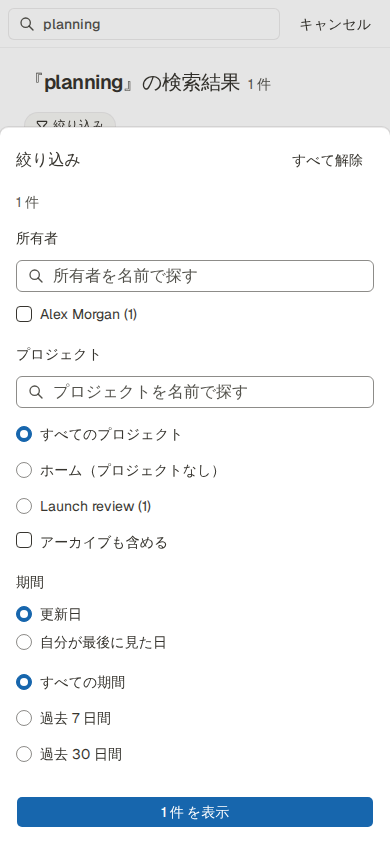 planning
キャンセル
『planning』の検索結果 1 件
絞り込み
絞り込み
すべて解除
1 件
所有者
所有者を名前で探す
Alex Morgan (1)
プロジェクト
プロジェクトを名前で探す
すべてのプロジェクト
ホーム（プロジェクトなし）
Launch review (1)
アーカイブも含める
期間
更新日
自分が最後に見た日
すべての期間
過去 7 日間
過去 30 日間
1 件 を表示